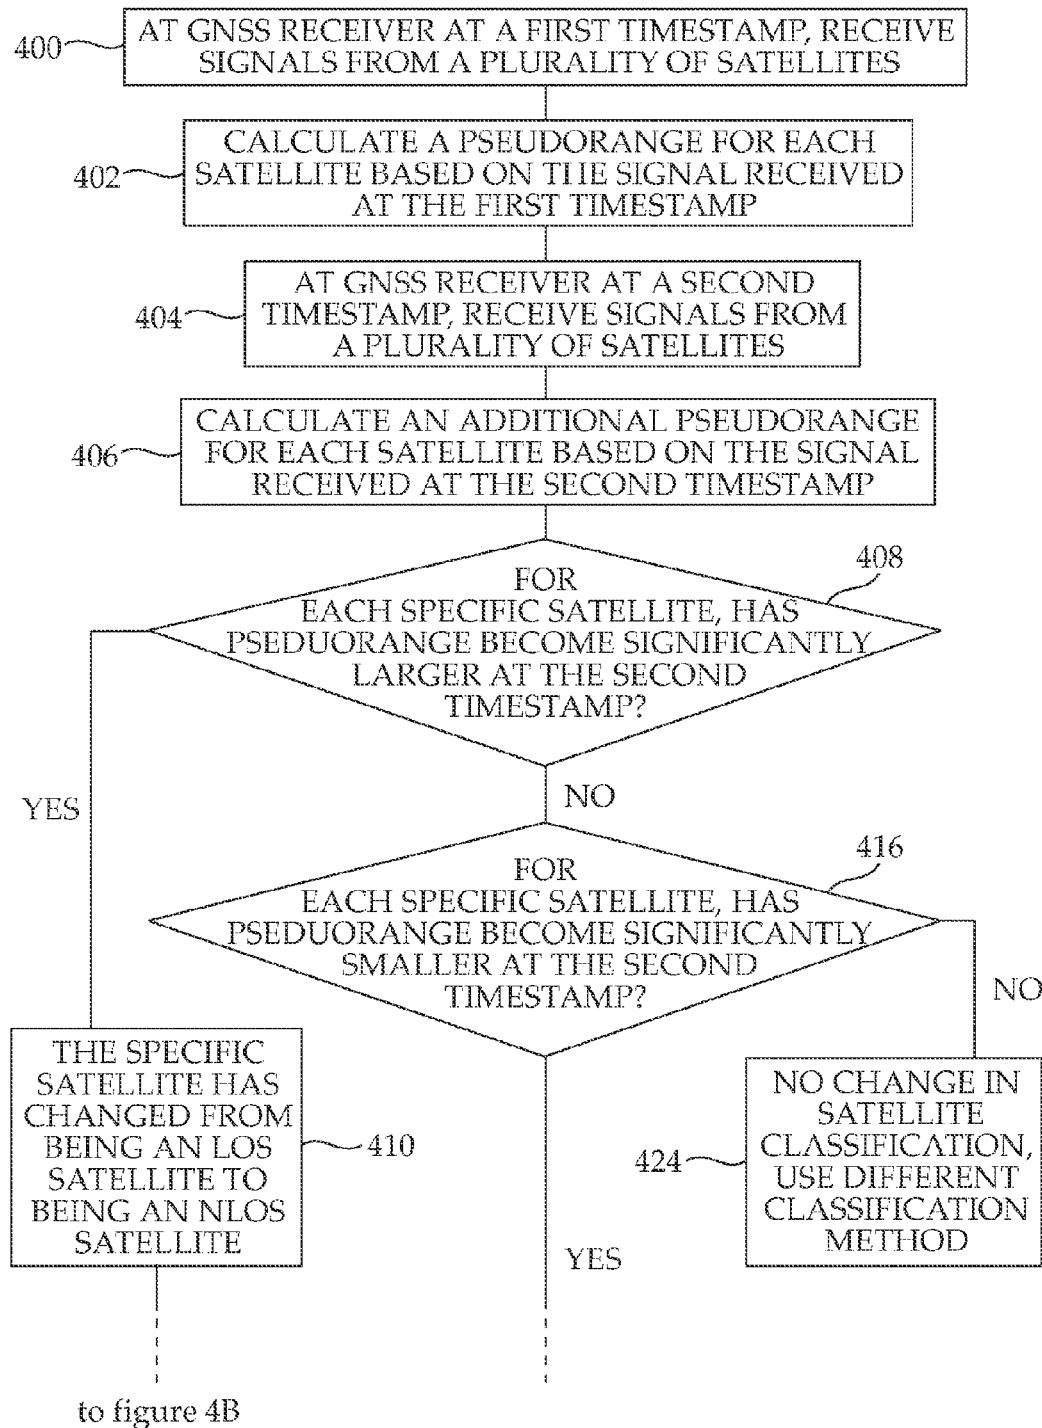 400
AT GNSS RECEIVER AT A FIRST TIMESTAMP, RECEIVE
SIGNALS FROM A PLURALITY OF SATELLITES
402
CALCULATE A PSEUDORANGE FOR EACH
SATELLITE BASED ON THE SIGNAL RECEIVED
AT THE FIRST TIMESTAMP
404
AT GNSS RECEIVER AT A SECOND
TIMESTAMP, RECEIVE SIGNALS FROM
A PLURALITY OF SATELLITES
406
CALCULATE AN ADDITIONAL PSEUDORANGE
FOR EACH SATELLITE BASED ON THE SIGNAL
RECEIVED AT THE SECOND TIMESTAMP
408
FOR
EACH SPECIFIC SATELLITE, HAS
PSEDUORANGE BECOME SIGNIFICANTLY
LARGER AT THE SECOND
TIMESTAMP?
YES
NO
416
FOR
EACH SPECIFIC SATELLITE, HAS
PSEDUORANGE BECOME SIGNIFICANTLY
SMALLER AT THE SECOND
TIMESTAMP?
NO
THE SPECIFIC
SATELLITE HAS
CHANGED FROM
BEING AN LOS
SATELLITE TO
BEING AN NLOS
SATELLITE
410
424
NO CHANGE IN
SATELLITE
CLASSIFICATION,
USE DIFFERENT
CLASSIFICATION
METHOD
YES
to figure 4B